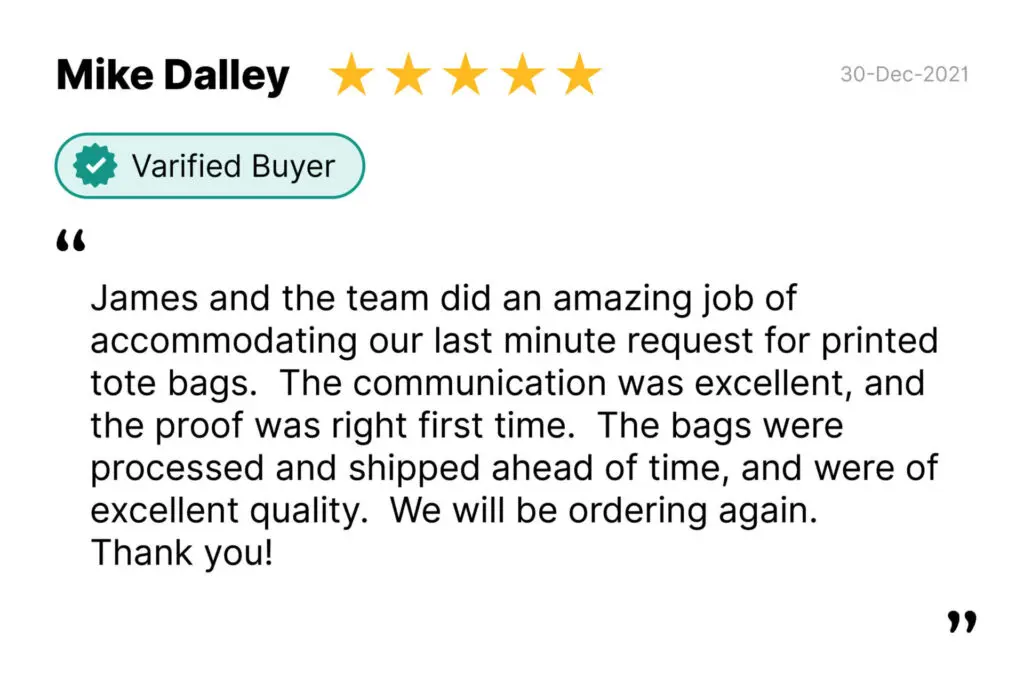 Mike Dalley
30-Dec-2021
Varified Buyer
“
James and the team did an amazing job of
accommodating our last minute request for printed
tote bags.  The communication was excellent, and
the proof was right first time.  The bags were
processed and shipped ahead of time, and were of
excellent quality.  We will be ordering again.
Thank you!
”